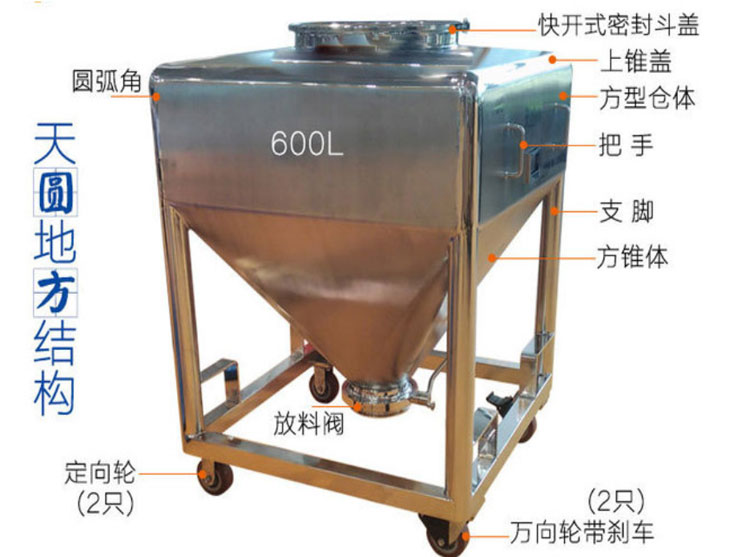 快开式密封斗盖
上锥盖
圆弧角
方型仓体
600L
把手
天圆地方结构
支脚
方锥体
放料阀
定向轮
(2只)
(2只)
万向轮带刹车